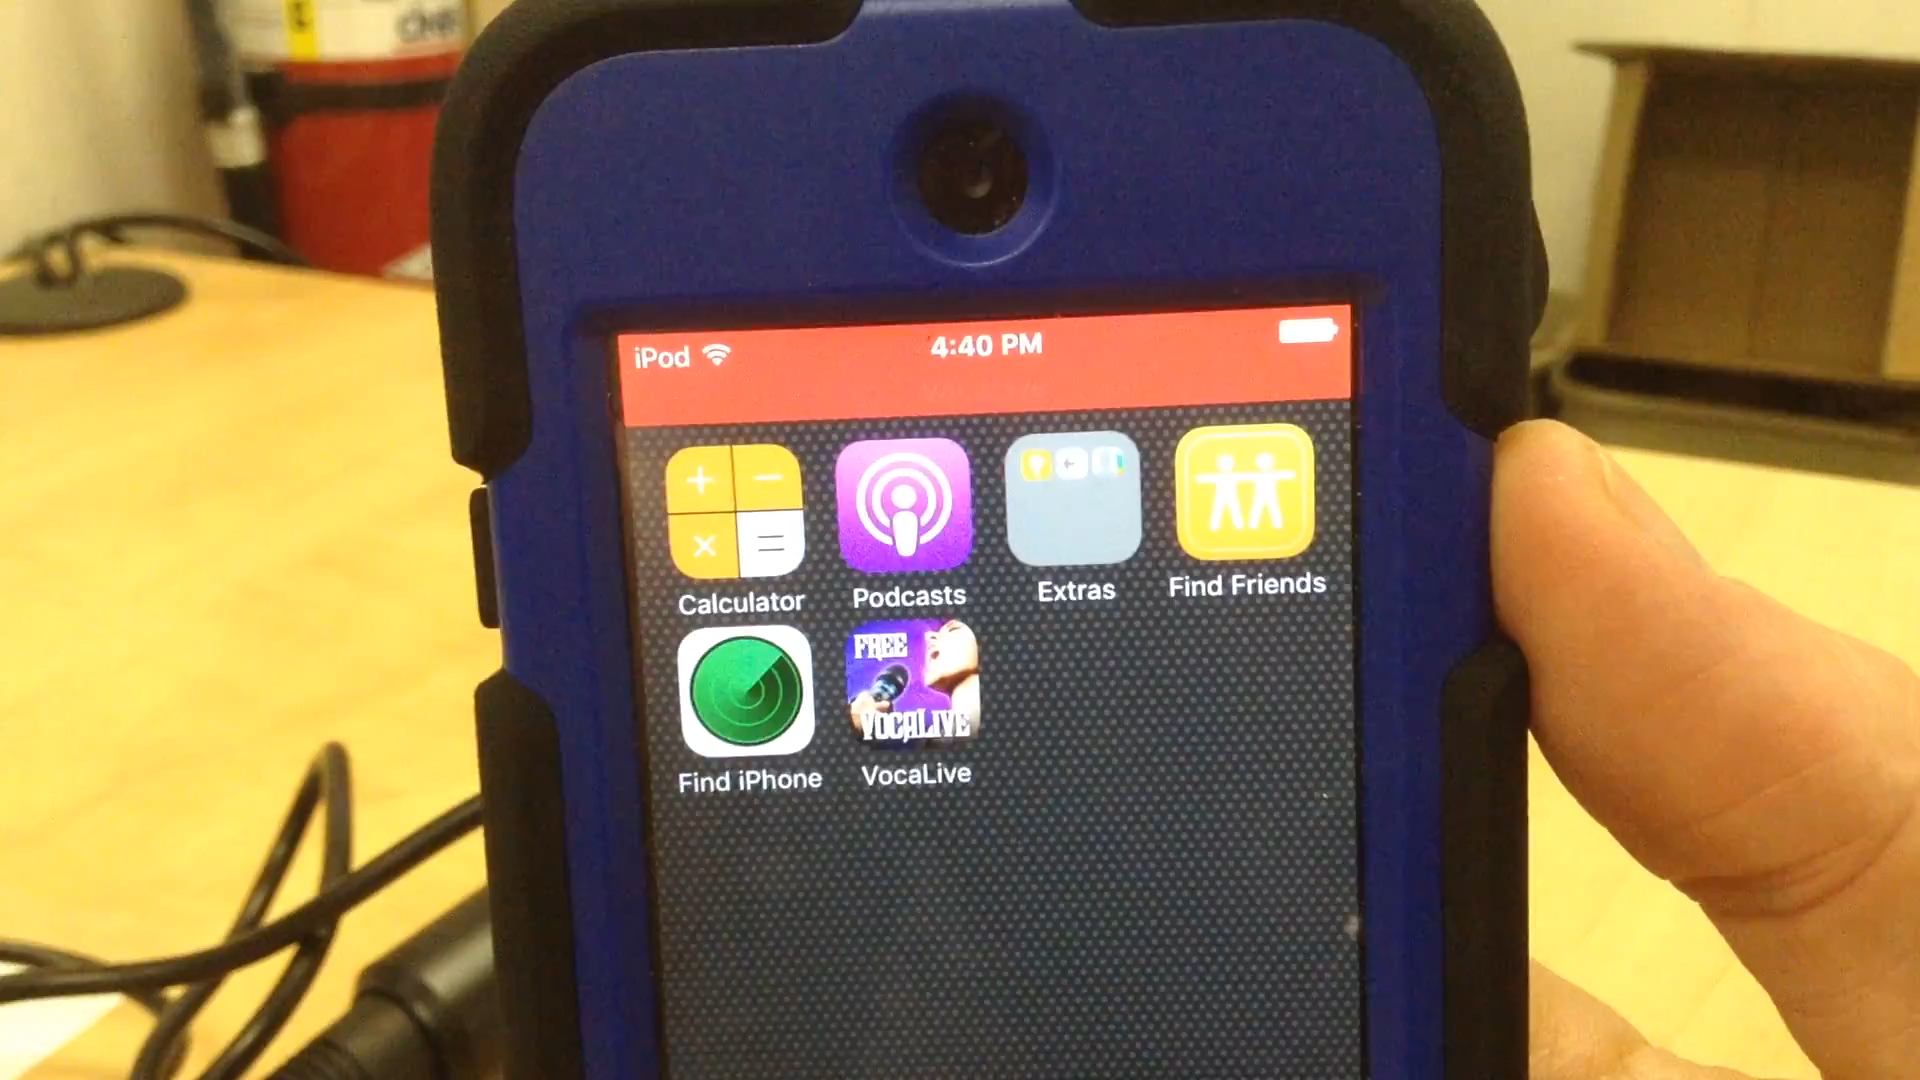 iPod 4:40 PM
Calculator Podcasts Extras Find Friends
FREE
VOCALIVE
Find iPhone VocaLive